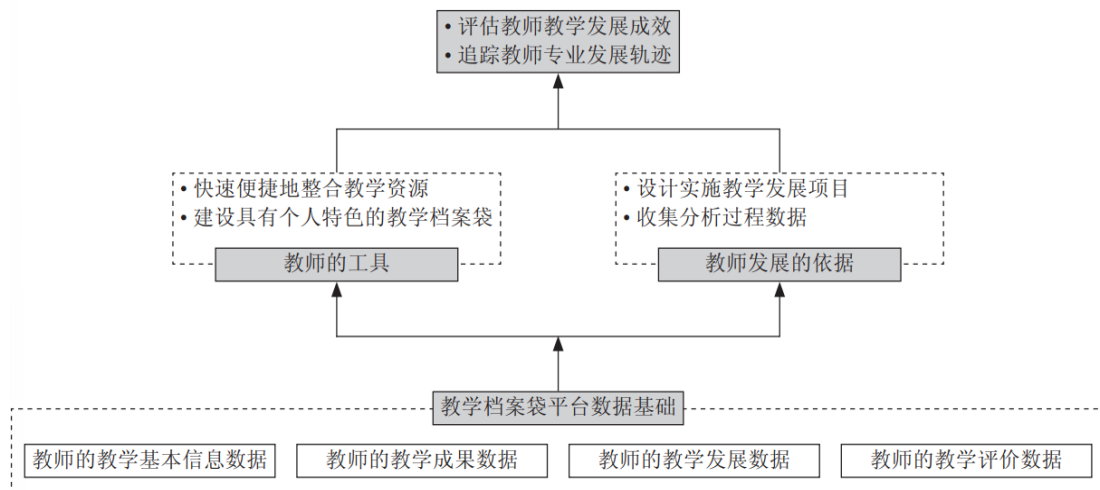 • 评估教师教学发展成效
• 追踪教师专业发展轨迹
• 快速便捷地整合教学资源
• 建设具有个人特色的教学档案袋
教师的工具
• 设计实施教学发展项目
• 收集分析过程数据
教师发展的依据
教学档案袋平台数据基础
教师的教学基本信息数据
教师的教学成果数据
教师的教学发展数据
教师的教学评价数据